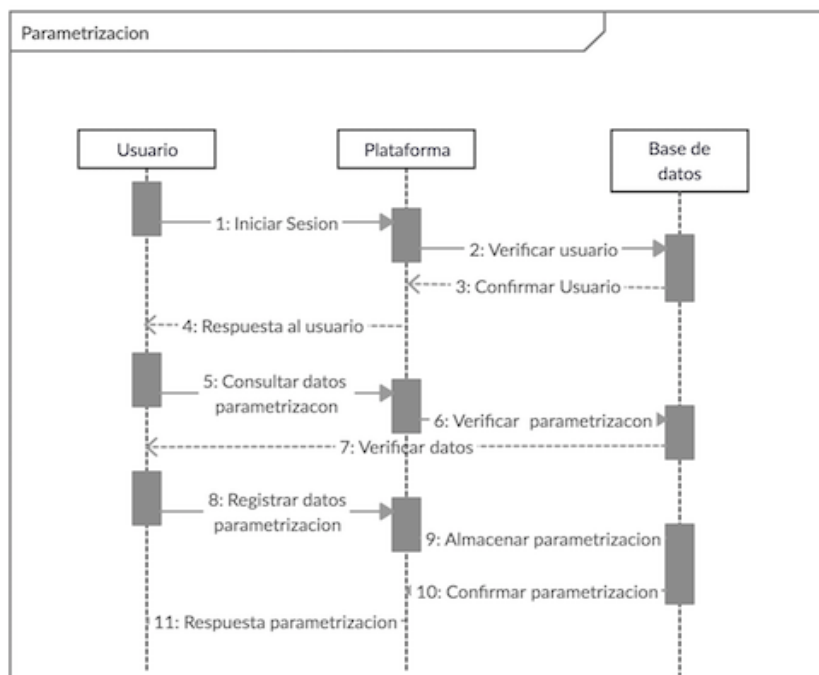 Parametrizacion
Usuario
Plataforma
Base de
datos
1: Iniciar Sesion
2: Verificar usuario
3: Confirmar Usuario
4: Respuesta al usuario
5: Consultar datos
parametrizacon
6: Verificar parametrizacon
7: Verificar datos
8: Registrar datos
parametrizacion
9: Almacenar parametrizacion
10: Confirmar parametrizacion
11: Respuesta parametrizacion